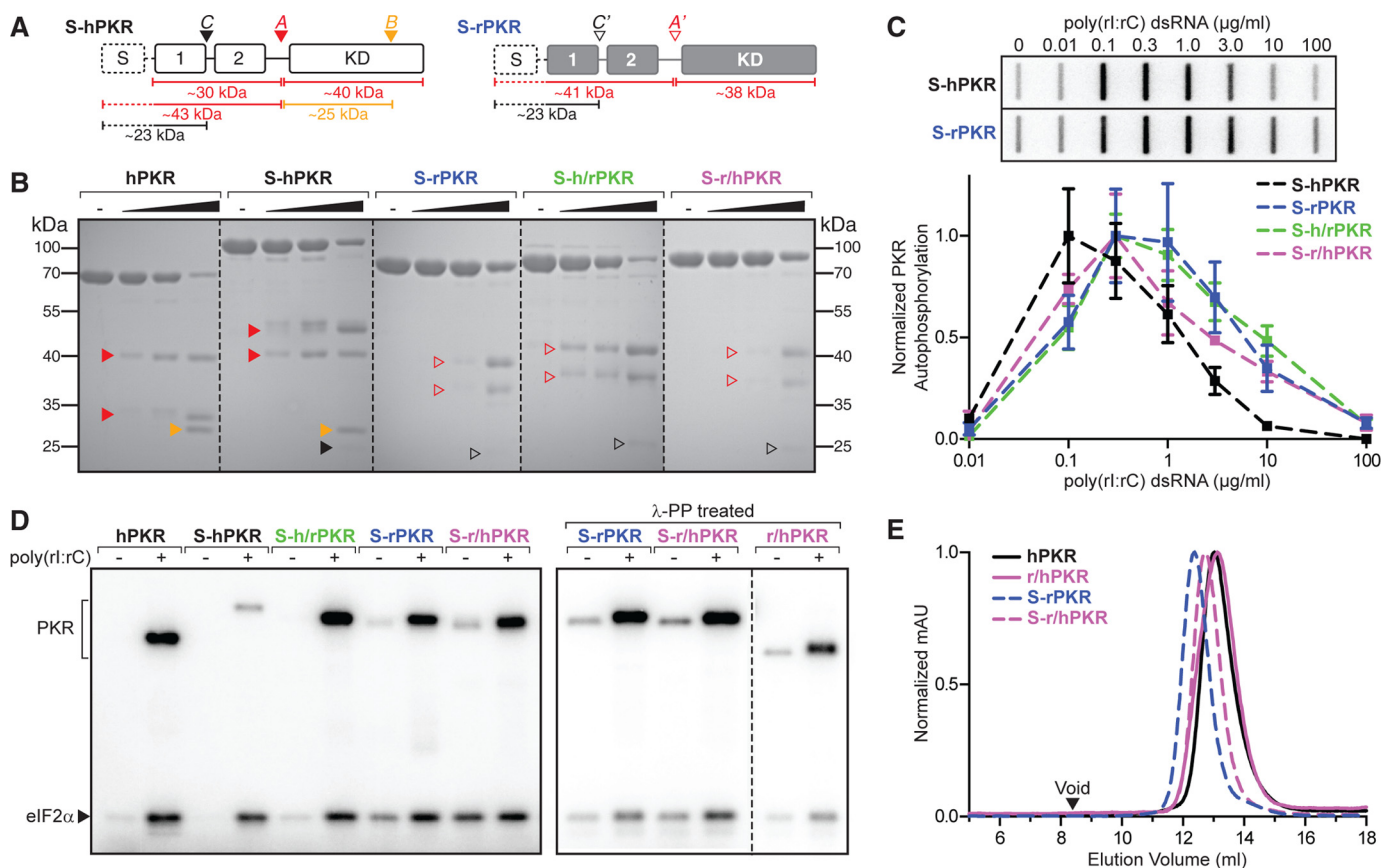 A
S-hPKR
C
A
B
S
1
2
KD
~30 kDa
~40 kDa
~43 kDa
~25 kDa
~23 kDa
S-rPKR
C'
A'
S
1
2
KD
~41 kDa
~38 kDa
~23 kDa
B
hPKR
S-hPKR
S-rPKR
S-h/rPKR
S-r/hPKR
kDa
-
-
-
-
-
kDa
100
70
55
40
35
25
100
70
55
40
35
25
C
poly(rI:rC) dsRNA (µg/ml)
0 0.01 0.1 0.3 1.0 3.0 10 100
S-hPKR
S-rPKR
Normalized PKR
Autophosphorylation
1.0
0.5
0.0
S-hPKR
S-rPKR
S-h/rPKR
S-r/hPKR
0.01 0.1 1 10 100
poly(rI:rC) dsRNA (µg/ml)
D
hPKR
S-hPKR
S-h/rPKR
S-rPKR
S-r/hPKR
poly(rI:rC)
- + - + - + - + - +
PKR
eIF2α
λ-PP treated
S-rPKR
S-r/hPKR
r/hPKR
- + - + - +
E
hPKR
r/hPKR
S-rPKR
S-r/hPKR
Normalized mAU
1.0
0.5
0.0
Void
6 8 10 12 14 16 18
Elution Volume (ml)